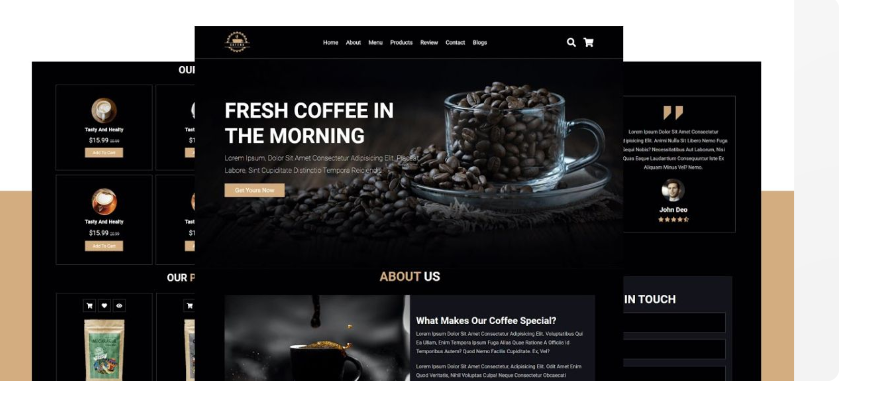 Home About Menu Products Review Contact Blogs
FRESH COFFEE IN
THE MORNING
Lorem Ipsum, Dolor Sit Amet Consectetur Adipisicing Elit. Placeat
Labore. Sint Cupiditate Distinctio Tempora Reiciendis.
Get Yours Now
ABOUT US
What Makes Our Coffee Special?
Lorem Ipsum Dolor Sit Amet Consectetur Adipisicing Elit. Voluptatibus Qui
Ea Ullam, Enim Tempora Ipsum Fuga Alias Quae Ratione A Officiis Id
Temporibus Autem? Quod Nemo Facilis Cupiditate. Ex, Vel?
Lorem Ipsum Dolor Sit Amet Consectetur, Adipisicing Elit. Odit Amet Enim
Quod Veritatis, Nihil Voluptas Culpa! Neque Consectetur Obcaecati
OU
Tasty And Healty
$15.99
Add To Cart
Tast
$1
Tasty And Healty
$15.99
Add To Cart
Tast
$1
OUR P
Lorem Ipsum Dolor Sit Amet Consectetur
Adipisicing Elit. Animi Nulla Sit Libero Nemo Fuga
Sequi Nobis? Necessitatibus Aut Laborum, Nisi
Quas Eaque Laudantium Consequuntur Iste Ex
Aliquam Minus Vel? Nemo.
John Deo
IN TOUCH